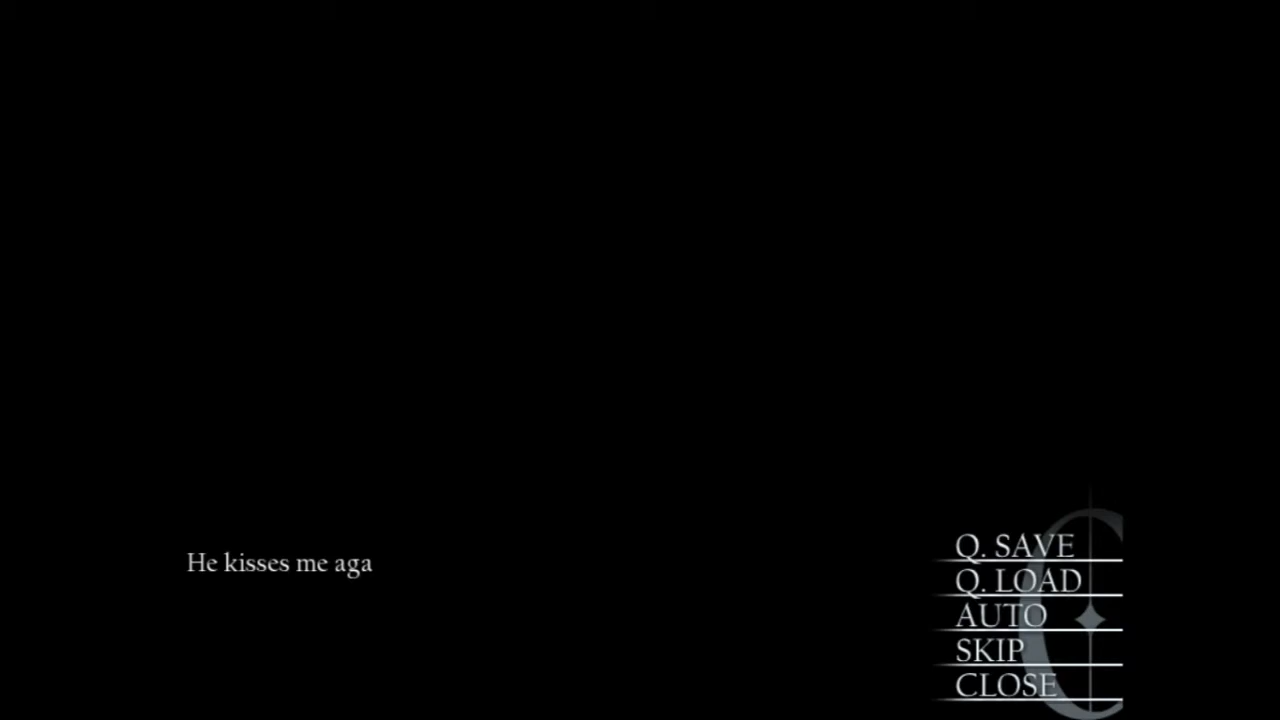 He kisses me aga
Q. SAVE
Q. LOAD
AUTO
SKIP
CLOSE